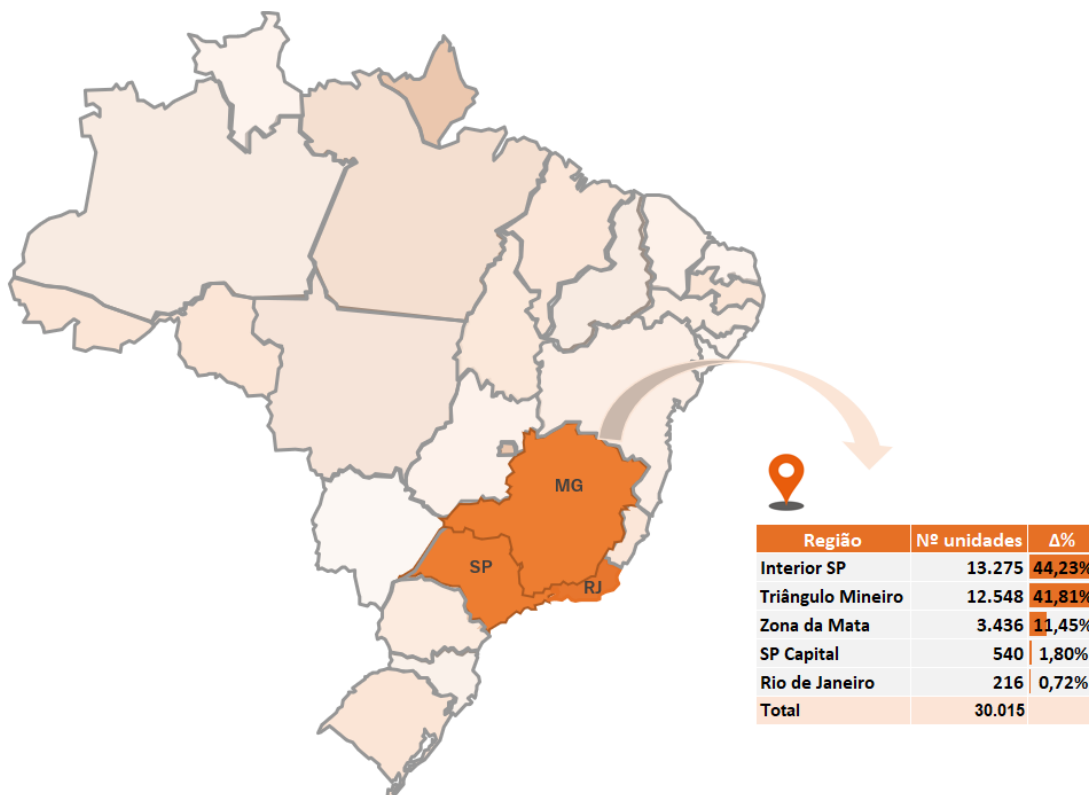 MG
SP
RJ
Região Nº unidades Δ%
Interior SP 13.275 44,23%
Triângulo Mineiro 12.548 41,81%
Zona da Mata 3.436 11,45%
SP Capital 540 1,80%
Rio de Janeiro 216 0,72%
Total 30.015